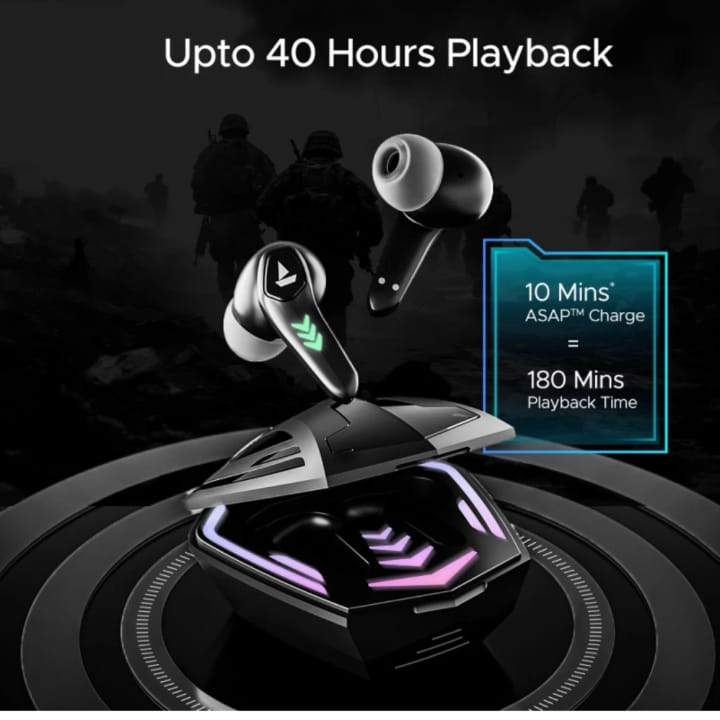 Upto 40 Hours Playback
10 Mins*
ASAP™ Charge
=
180 Mins
Playback Time